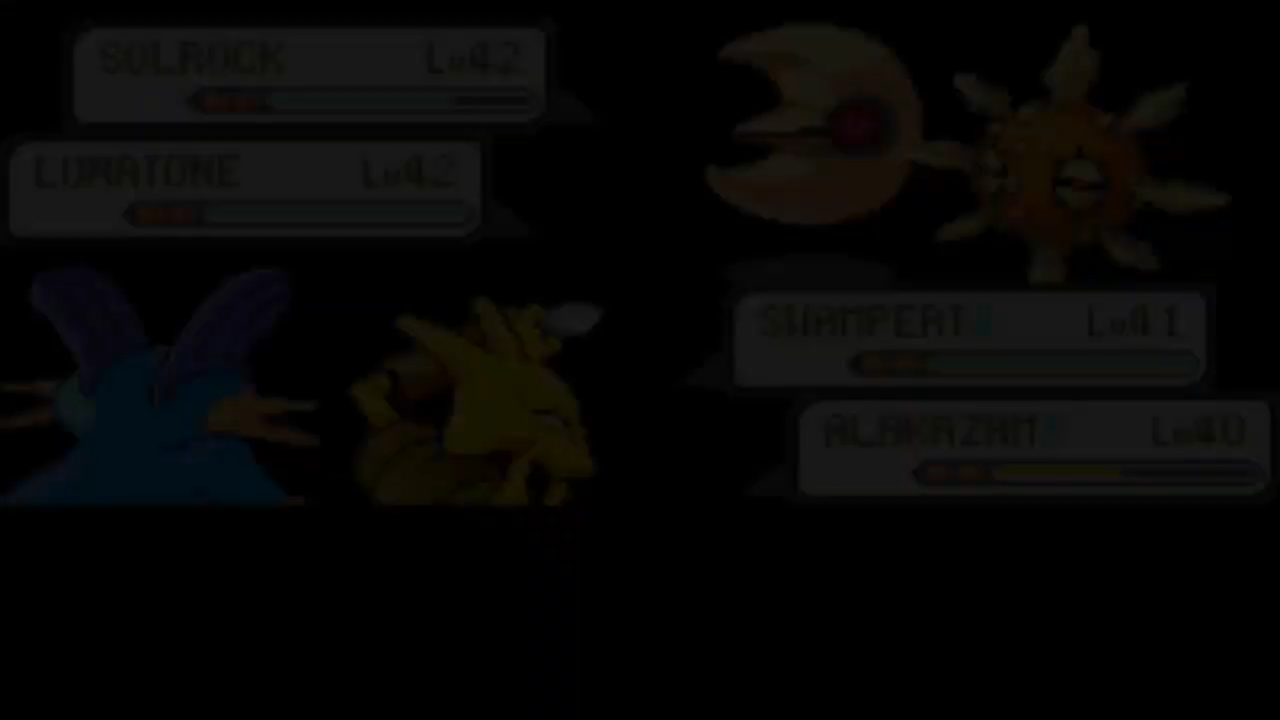 SOLROCK Lv42
LUNATONE Lv42
SWAMPERT♂ Lv41
ALAKAZAM♂ Lv40